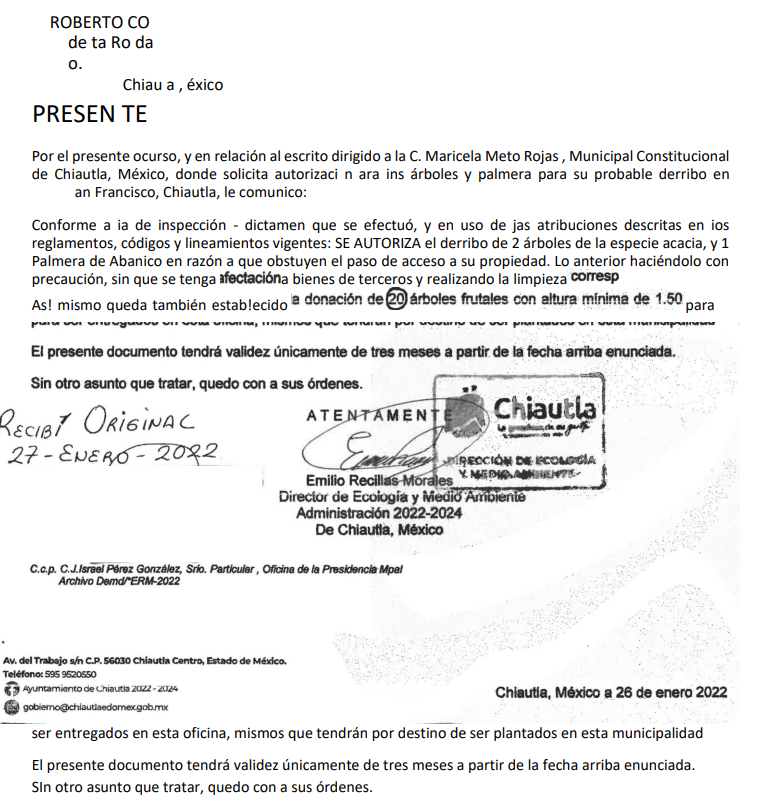 ROBERTO CO
de ta Ro da
o.
Chiau a , éxico
PRESEN TE
Por el presente ocurso, y en relación al escrito dirigido a la C. Maricela Meto Rojas , Municipal Constitucional
de Chiautla, México, donde solicita autorizaci n ara ins árboles y palmera para su probable derribo en
an Francisco, Chiautla, le comunico:
Conforme a ia de inspección - dictamen que se efectuó, y en uso de jas atribuciones descritas en ios
reglamentos, códigos y lineamientos vigentes: SE AUTORIZA el derribo de 2 árboles de la especie acacia, y 1
Palmera de Abanico en razón a que obstuyen el paso de acceso a su propiedad. Lo anterior haciéndolo con
precaución, sin que se tenga afectacióna bienes de terceros y realizando la limpieza corresp
As! mismo queda también estab!ecido a donación de 20 árboles frutales con altura mínima de 1.50 para
para ser entregados en esta oficina, mismos que tendrán por destino de ser plantados en esta municipalidad
El presente documento tendrá validez únicamente de tres meses a partir de la fecha arriba enunciada.
Sin otro asunto que tratar, quedo con a sus órdenes.
RECIBÍ ORIGINAL
27-ENERO-2022
ATENTAMENTE
Chiautla
DIRECCIÓN DE ECOLOGÍA
Y MEDIO AMBIENTE
Emilio Recillas Morales
Director de Ecología y Medio Ambiente
Administración 2022-2024
De Chiautla, México
C.c.p. C.J.Israel Pérez González, Srio. Particular , Oficina de la Presidencia Mpal
Archivo Demd/*ERM-2022
Av. del Trabajo s/n C.P. 56030 Chiautla Centro, Estado de México.
Teléfono: 595 9520550
Ayuntamiento de Chiautla 2022 - 2024
gobierno@chiautlaedomex.gob.mx
Chiautla, México a 26 de enero 2022
ser entregados en esta oficina, mismos que tendrán por destino de ser plantados en esta municipalidad
El presente documento tendrá validez únicamente de tres meses a partir de la fecha arriba enunciada.
SIn otro asunto que tratar, quedo con a sus órdenes.